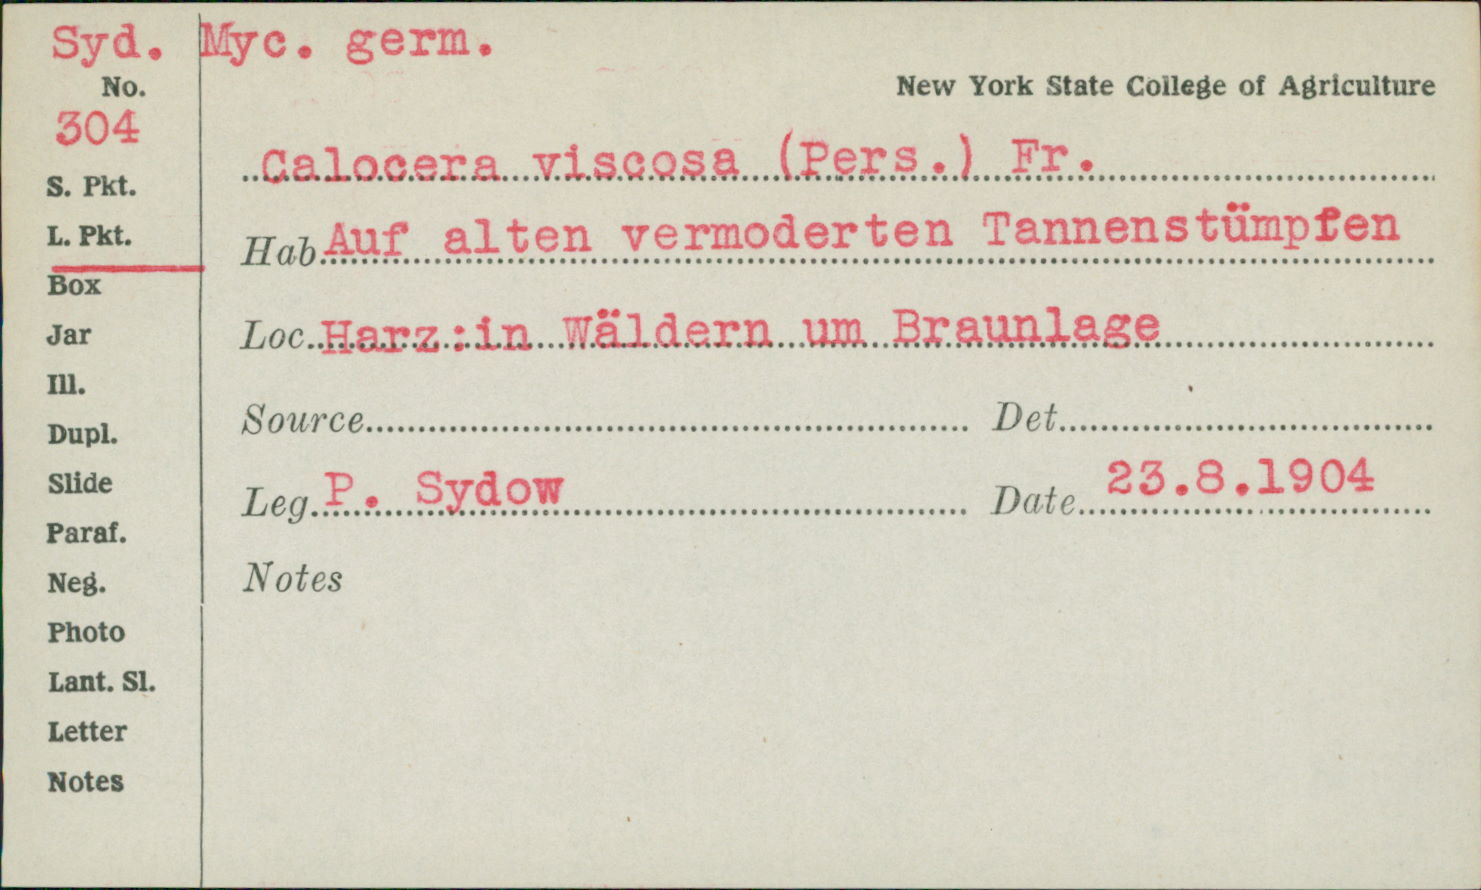 Syd. Myc. germ.
No.
New York State College of Agriculture
304
Calocera viscosa (Pers.) Fr.
S. Pkt.
L. Pkt.
Hab. Auf alten vermoderten Tannenstümpfen
Box
Jar
Loc. Harz:in Wäldern um Braunlage
Ill.
Dupl.
Source Det.
Slide
Leg. P. Sydow Date 23.8.1904
Paraf.
Neg.
Notes
Photo
Lant. Sl.
Letter
Notes